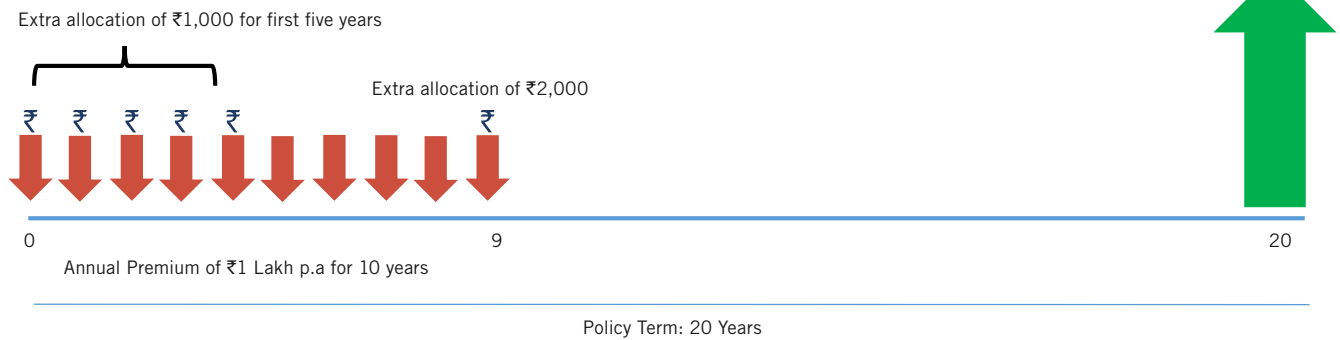 Extra allocation of ₹1,000 for first five years
Extra allocation of ₹2,000
₹ ₹ ₹ ₹ ₹ ₹
0 9 20
Annual Premium of ₹1 Lakh p.a for 10 years
Policy Term: 20 Years